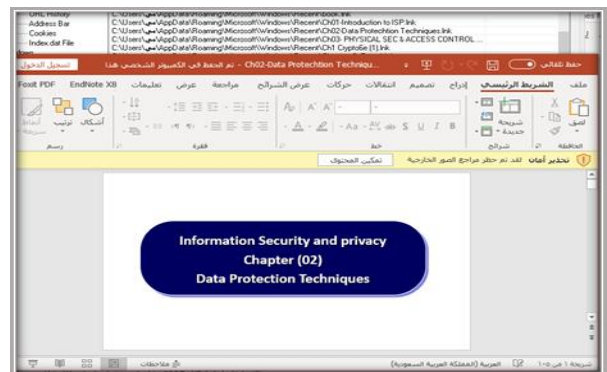 URL History
Address Bar
Cookies
Index.dat File
C:\Users\مي\AppData\Roaming\Microsoft\Windows\Recent\book.lnk
C:\Users\مي\AppData\Roaming\Microsoft\Windows\Recent\Ch01-Introduction to ISP.lnk
C:\Users\مي\AppData\Roaming\Microsoft\Windows\Recent\Ch02-Data Protechtion Techniques.lnk
C:\Users\مي\AppData\Roaming\Microsoft\Windows\Recent\Ch03- PHYSICAL SEC & ACCESS CONTROL ...
C:\Users\مي\AppData\Roaming\Microsoft\Windows\Recent\Ch1 Crypto6e (1).lnk
حفظ تلقائي
Ch02-Data Protechtion Techniqu... - تم الحفظ في الكمبيوتر الشخصي هذا
تسجيل الدخول
ملف الشريط الرئيسي إدراج تصميم انتقالات حركات عرض الشرائح مراجعة عرض تعليمات EndNote X8 Foxit PDF
لصق
شريحة جديدة
أشكال ترتيب أنماط سريعة
الحافظة شرائح خط فقرة رسم
تحذير أمان لقد تم حظر مراجع الصور الخارجية تمكين المحتوى
Information Security and privacy
Chapter (02)
Data Protection Techniques
شريحة ١ من ١٠٥ العربية (المملكة العربية السعودية) ملاحظات